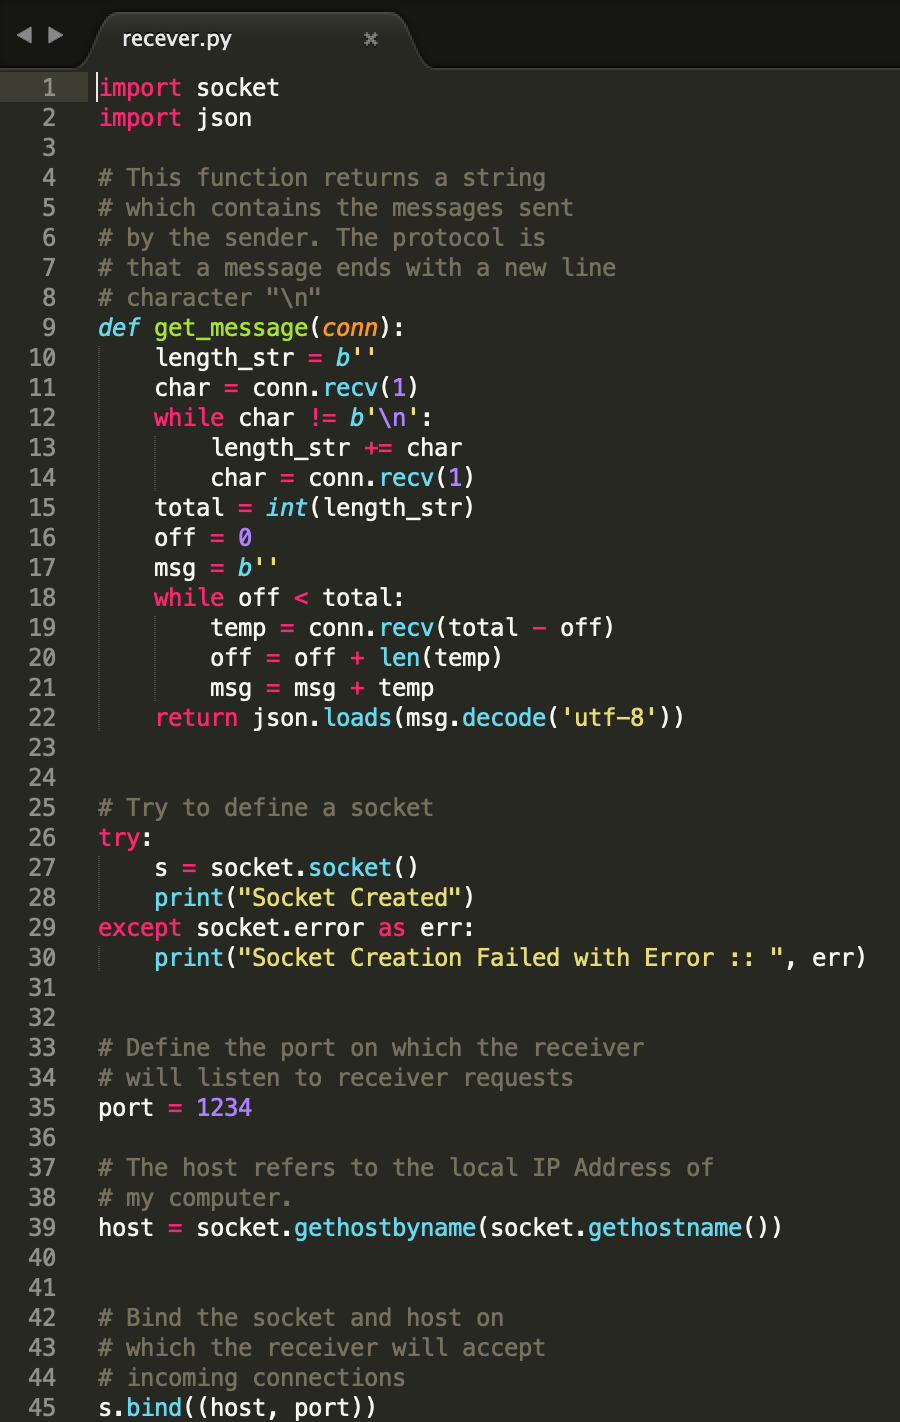 recever.py
1 import socket
2 import json
3
4 # This function returns a string
5 # which contains the messages sent
6 # by the sender. The protocol is
7 # that a message ends with a new line
8 # character "\n"
9 def get_message(conn):
10     length_str = b''
11     char = conn.recv(1)
12     while char != b'\n':
13         length_str += char
14         char = conn.recv(1)
15     total = int(length_str)
16     off = 0
17     msg = b''
18     while off < total:
19         temp = conn.recv(total - off)
20         off = off + len(temp)
21         msg = msg + temp
22     return json.loads(msg.decode('utf-8'))
23
24
25 # Try to define a socket
26 try:
27     s = socket.socket()
28     print("Socket Created")
29 except socket.error as err:
30     print("Socket Creation Failed with Error :: ", err)
31
32
33 # Define the port on which the receiver
34 # will listen to receiver requests
35 port = 1234
36
37 # The host refers to the local IP Address of
38 # my computer.
39 host = socket.gethostbyname(socket.gethostname())
40
41
42 # Bind the socket and host on
43 # which the receiver will accept
44 # incoming connections
45 s.bind((host, port))